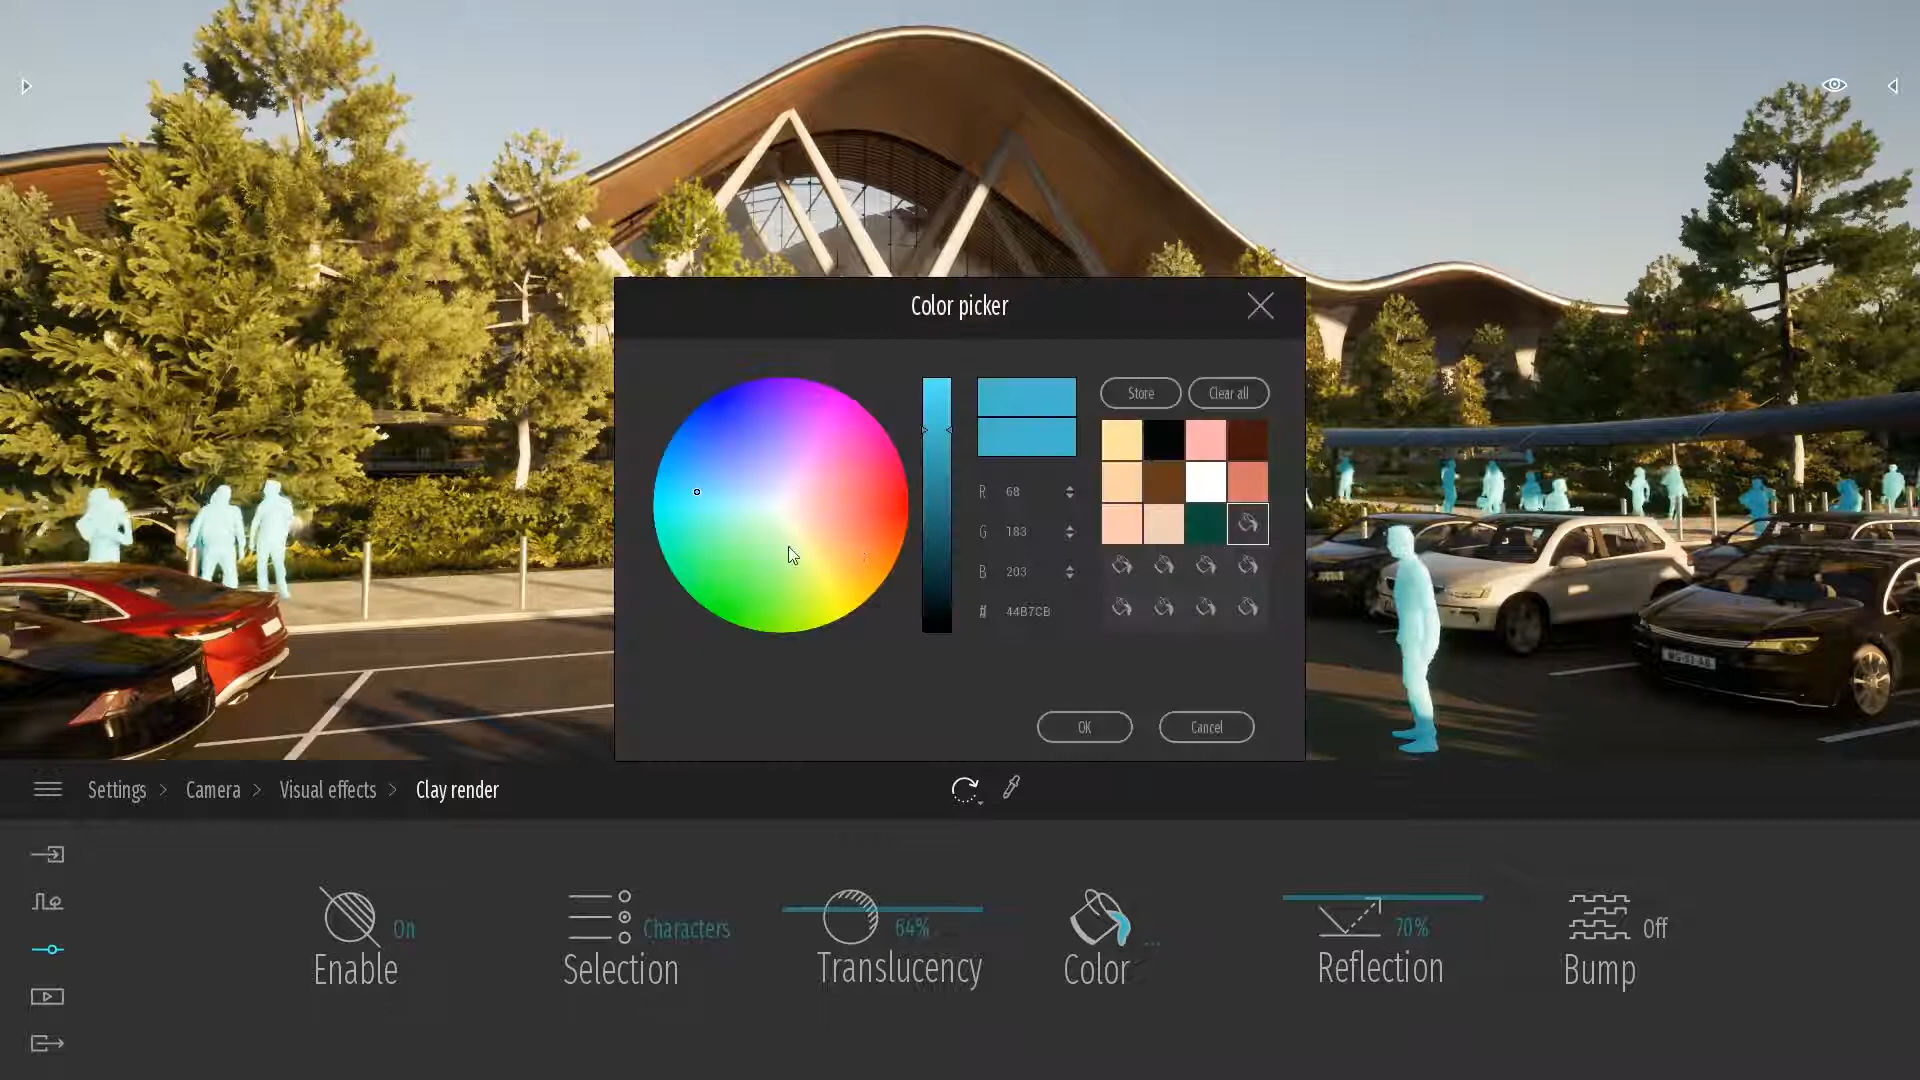 Color picker
Store
Clear all
R 68
G 183
B 203
# 44B7CB
OK
Cancel
Settings > Camera > Visual effects > Clay render
On
Enable
Characters
Selection
64%
Translucency
...
Color
70%
Reflection
Off
Bump